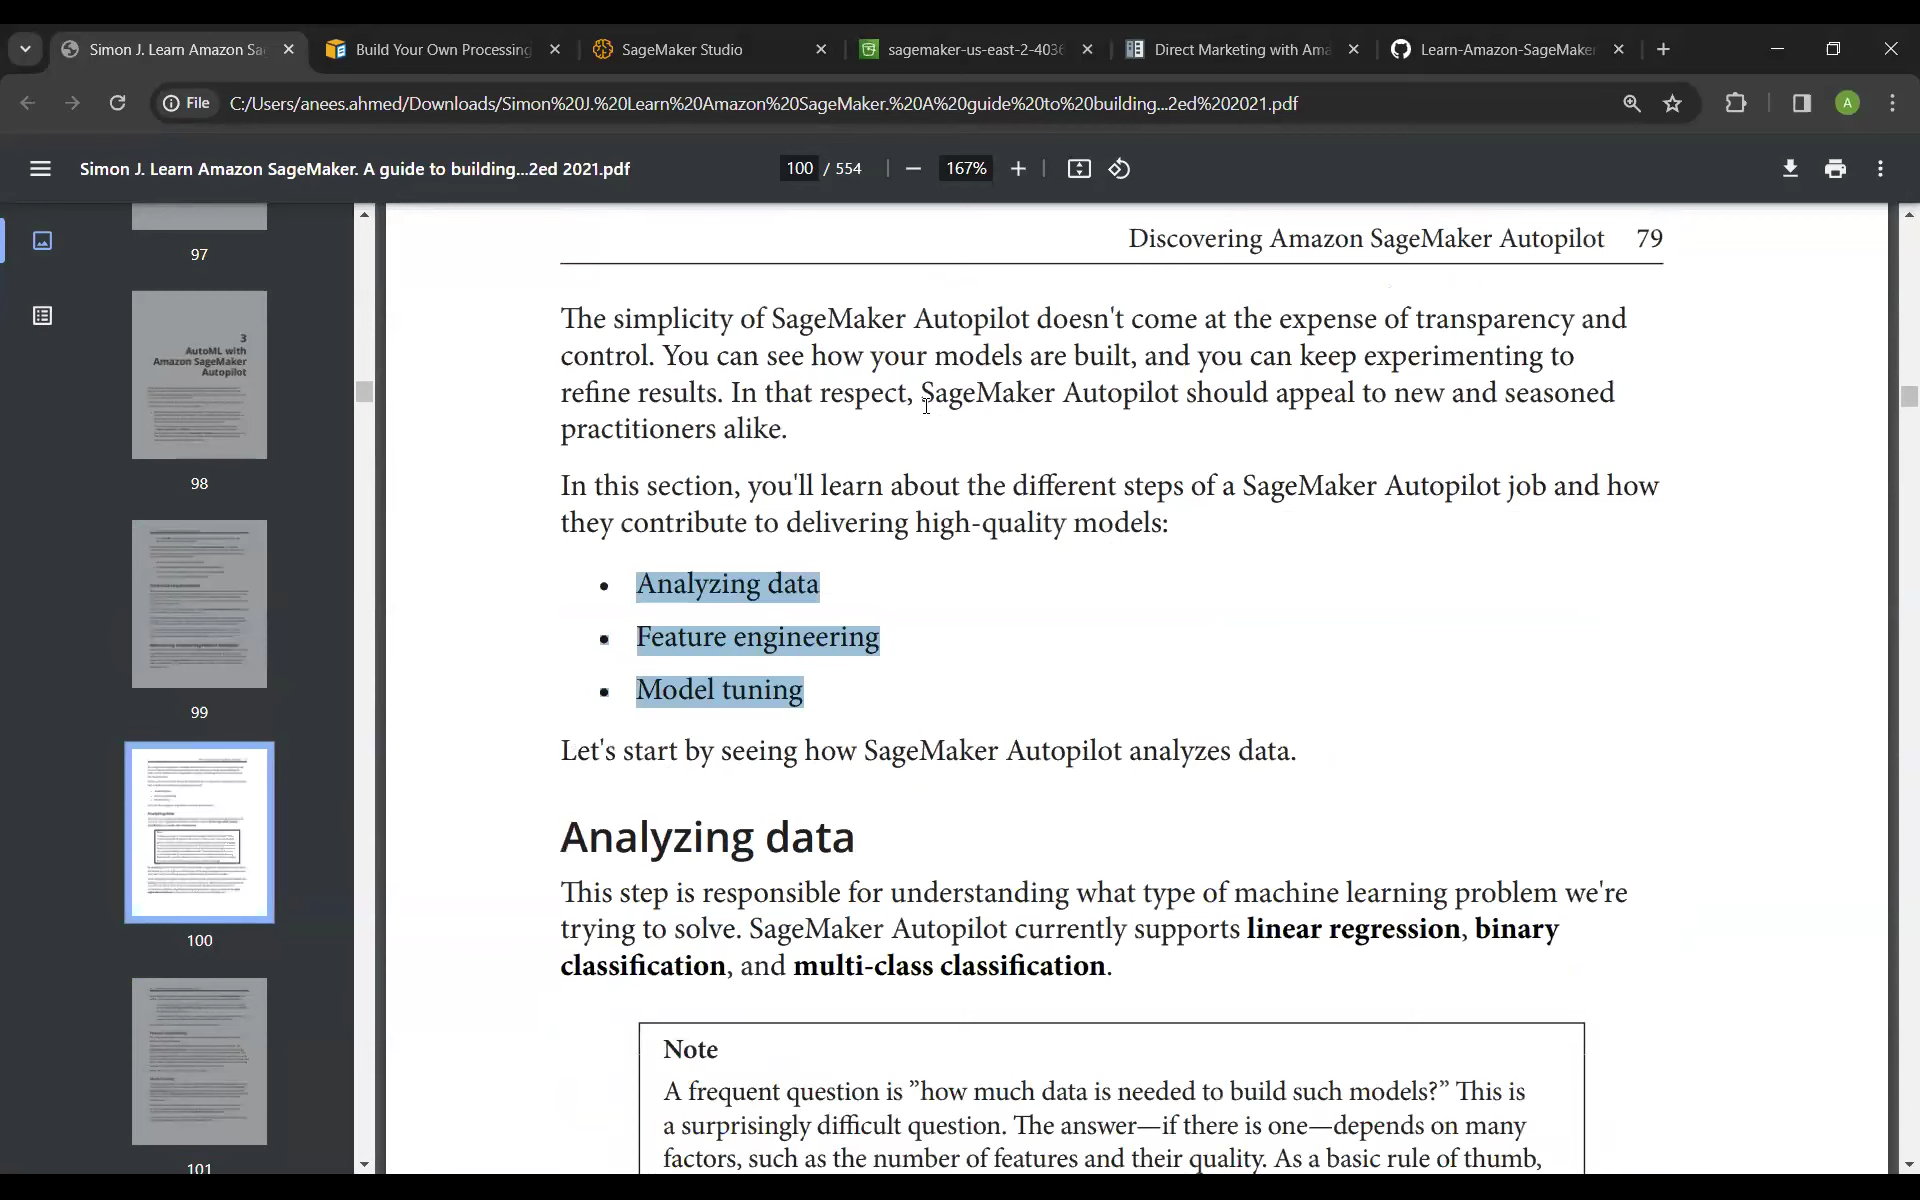 Simon J. Learn Amazon Sa
Build Your Own Processing
SageMaker Studio
sagemaker-us-east-2-4036
Direct Marketing with Ama
Learn-Amazon-SageMaker
File
C:/Users/anees.ahmed/Downloads/Simon%20J.%20Learn%20Amazon%20SageMaker.%20A%20guide%20to%20building...2ed%202021.pdf
A
Simon J. Learn Amazon SageMaker. A guide to building...2ed 2021.pdf
100 / 554
167%
97
3
AutoML with
Amazon SageMaker
Autopilot
98
99
100
101
Discovering Amazon SageMaker Autopilot 79
The simplicity of SageMaker Autopilot doesn't come at the expense of transparency and
control. You can see how your models are built, and you can keep experimenting to
refine results. In that respect, SageMaker Autopilot should appeal to new and seasoned
practitioners alike.
In this section, you'll learn about the different steps of a SageMaker Autopilot job and how
they contribute to delivering high-quality models:
• Analyzing data
• Feature engineering
• Model tuning
Let's start by seeing how SageMaker Autopilot analyzes data.
Analyzing data
This step is responsible for understanding what type of machine learning problem we're
trying to solve. SageMaker Autopilot currently supports linear regression, binary
classification, and multi-class classification.
Note
A frequent question is ”how much data is needed to build such models?” This is
a surprisingly difficult question. The answer—if there is one—depends on many
factors, such as the number of features and their quality. As a basic rule of thumb,